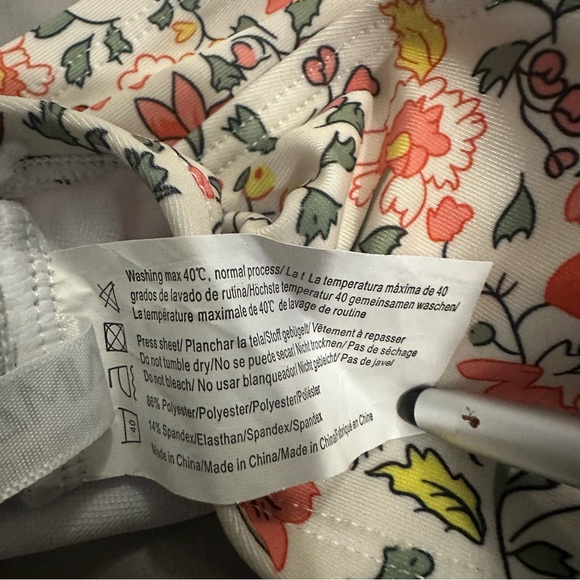 Washing max 40℃, normal process/ La t La temperatura máxima de 40
grados de lavado de rutina/Höchste temperatur 40 gemeinsamen waschen/
La température maximale de 40℃ de lavage de routine
Press sheet/ Planchar la tela/Stoff gebügelt/ Vêtement à repasser
Do not tumble dry/No se puede secar/ Nicht trocknen/ Pas de séchage
Do not bleach/ No usar blanqueador/ Nicht gebleicht/ Pas de javel
86% Polyester/Polyester/Polyester/Poliéster
14% Spandex/Elasthan/Spandex/Spandex
Made in China/Made in China/Made in China/Fabriqué en China
40